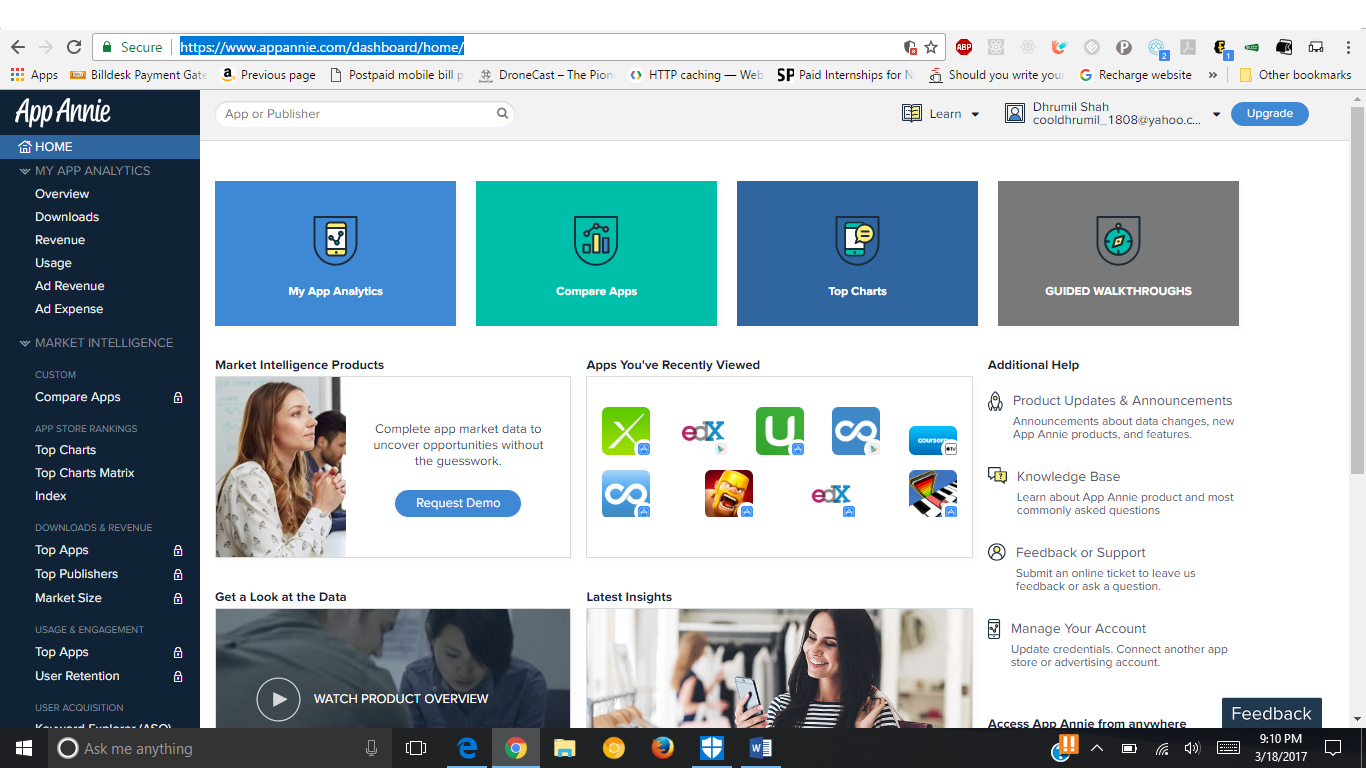 Secure
https://www.appannie.com/dashboard/home/
ABP
2
1
Apps
Billdesk Payment Gate
Previous page
Postpaid mobile bill p
DroneCast – The Pion
HTTP caching — Web
SP Paid Internships for N
Should you write you
Recharge website
»
Other bookmarks
App Annie
App or Publisher
Learn
Dhrumil Shah
cooldhrumil_1808@yahoo.c...
Upgrade
HOME
MY APP ANALYTICS
Overview
Downloads
Revenue
Usage
Ad Revenue
Ad Expense
MARKET INTELLIGENCE
CUSTOM
Compare Apps
APP STORE RANKINGS
Top Charts
Top Charts Matrix
Index
DOWNLOADS & REVENUE
Top Apps
Top Publishers
Market Size
USAGE & ENGAGEMENT
Top Apps
User Retention
USER ACQUISITION
Keyword Explorer (ASO)
My App Analytics
Compare Apps
Top Charts
GUIDED WALKTHROUGHS
Market Intelligence Products
Complete app market data to
uncover opportunities without
the guesswork.
Request Demo
Apps You've Recently Viewed
edX
U
coursera
tv
edX
Additional Help
Product Updates & Announcements
Announcements about data changes, new
App Annie products, and features.
Knowledge Base
Learn about App Annie product and most
commonly asked questions
Feedback or Support
Submit an online ticket to leave us
feedback or ask a question.
Manage Your Account
Update credentials. Connect another app
store or advertising account.
Access App Annie from anywhere
Get a Look at the Data
WATCH PRODUCT OVERVIEW
Latest Insights
Feedback
Ask me anything
9:10 PM
3/18/2017